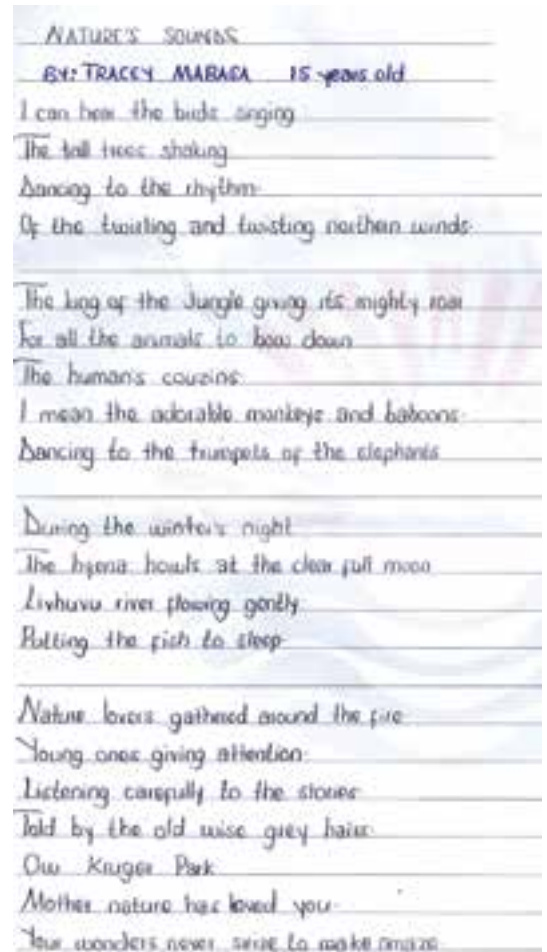 NATURE'S SOUNDS
BY: TRACEY MABASA 15 years old
I can hear the birds singing
The tall trees shaking
Dancing to the rhythm
Of the twirling and twisting northern winds
The king of the Jungle giving its mighty roar
For all the animals to bow down
The human's cousins
I mean the adorable monkeys and baboons
Dancing to the trumpets of the elephants
During the winter's night
The hyena howls at the clear full moon
Livhuvu river flowing gently
Putting the fish to sleep
Nature lovers gathered around the fire
Young ones giving attention
Listening carefully to the stories
Told by the old wise grey hairs
Our Kruger Park
Mother nature has loved you
Your wonders never to make amaze